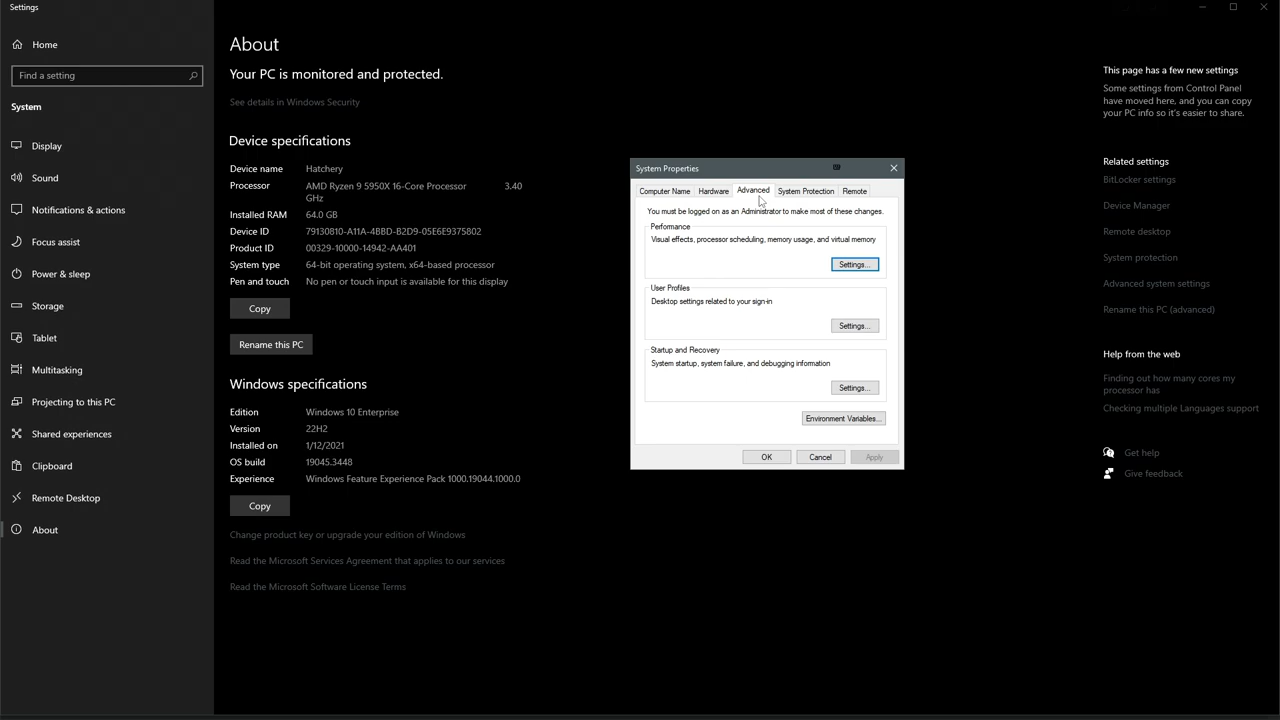 Settings
Home
Find a setting
System
Display
Sound
Notifications & actions
Focus assist
Power & sleep
Storage
Tablet
Multitasking
Projecting to this PC
Shared experiences
Clipboard
Remote Desktop
About
About
Your PC is monitored and protected.
See details in Windows Security
Device specifications
Device name Hatchery
Processor AMD Ryzen 9 5950X 16-Core Processor 3.40
GHz
Installed RAM 64.0 GB
Device ID 79130810-A11A-4BBD-B2D9-05E6E9375802
Product ID 00329-10000-14942-AA401
System type 64-bit operating system, x64-based processor
Pen and touch No pen or touch input is available for this display
Copy
Rename this PC
Windows specifications
Edition Windows 10 Enterprise
Version 22H2
Installed on 1/12/2021
OS build 19045.3448
Experience Windows Feature Experience Pack 1000.19044.1000.0
Copy
Change product key or upgrade your edition of Windows
Read the Microsoft Services Agreement that applies to our services
Read the Microsoft Software License Terms
System Properties
Computer Name Hardware Advanced System Protection Remote
You must be logged on as an Administrator to make most of these changes.
Performance
Visual effects, processor scheduling, memory usage, and virtual memory
Settings...
User Profiles
Desktop settings related to your sign-in
Settings...
Startup and Recovery
System startup, system failure, and debugging information
Settings...
Environment Variables...
OK Cancel Apply
This page has a few new settings
Some settings from Control Panel
have moved here, and you can copy
your PC info so it's easier to share.
Related settings
BitLocker settings
Device Manager
Remote desktop
System protection
Advanced system settings
Rename this PC (advanced)
Help from the web
Finding out how many cores my
processor has
Checking multiple Languages support
Get help
Give feedback